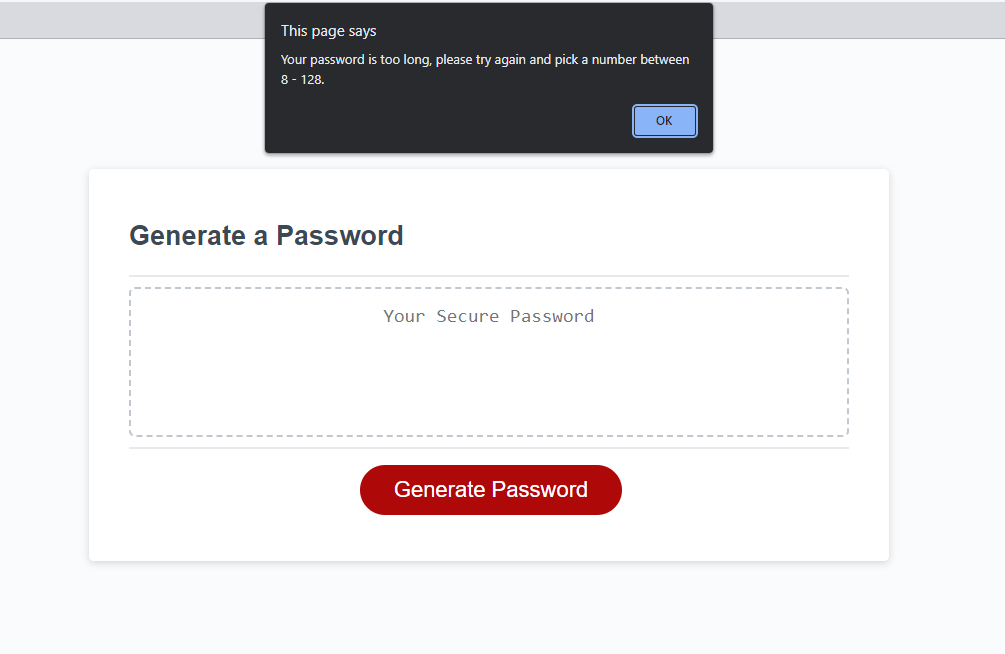 This page says
Your password is too long, please try again and pick a number between
8 - 128.
OK
Generate a Password
Your Secure Password
Generate Password